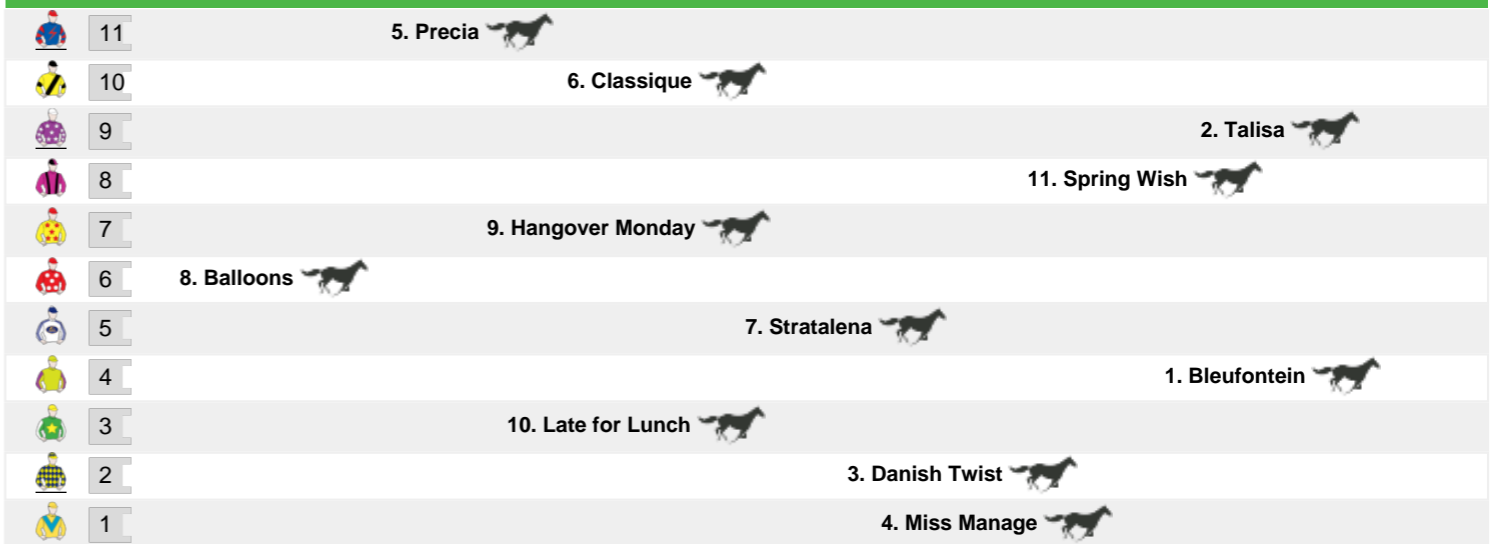 11 5. Precia
10 6. Classique
9 2. Talisa
8 11. Spring Wish
7 9. Hangover Monday
6 8. Balloons
5 7. Stratalena
4 1. Bleufontein
3 10. Late for Lunch
2 3. Danish Twist
1 4. Miss Manage